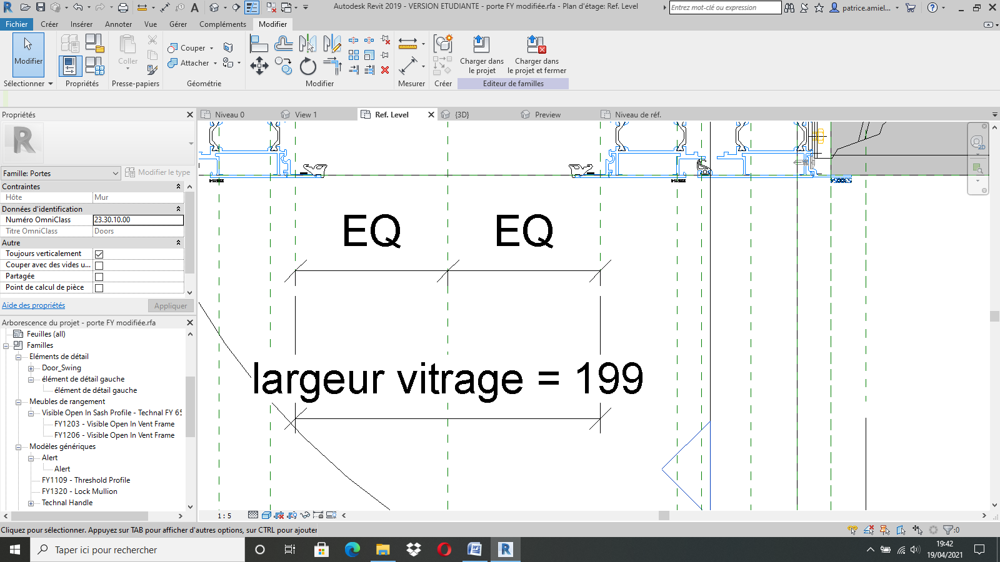 Autodesk Revit 2019 - VERSION ETUDIANTE - porte FY modifiée.rfa - Plan d'étage: Ref. Level
Entrez mot-clé ou expression
patrice.amiel...
Fichier Créer Insérer Annoter Vue Gérer Compléments Modifier
Modifier
Coller
Couper
Attacher
Charger dans
le projet
Charger dans
le projet et fermer
Sélectionner Propriétés Presse-papiers Géométrie Modifier Mesurer Créer Editeur de familles
Propriétés
Niveau 0 View 1 Ref. Level {3D} Preview Niveau de réf.
Famille: Portes
Modifier le type
Contraintes
Hôte Mur
Données d'identification
Numéro OmniClass 23.30.10.00
Titre OmniClass Doors
Autre
Toujours verticalement
Couper avec des vides u...
Partagée
Point de calcul de pièce
Aide des propriétés
Appliquer
Arborescence du projet - porte FY modifiée.rfa
Feuilles (all)
Familles
Eléments de détail
Door_Swing
élément de détail gauche
élément de détail gauche
Meubles de rangement
Visible Open In Sash Profile - Technal FY 65
FY1203 - Visible Open In Vent Frame
FY1206 - Visible Open In Vent Frame
Modèles génériques
Alert
Alert
FY1109 - Threshold Profile
FY1320 - Lock Mullion
Technal Handle
2D
EQ EQ
largeur vitrage = 199
1 : 5
Cliquez pour sélectionner. Appuyez sur TAB pour afficher d'autres options, sur CTRL pour ajouter
:0
Taper ici pour rechercher
19:42
19/04/2021